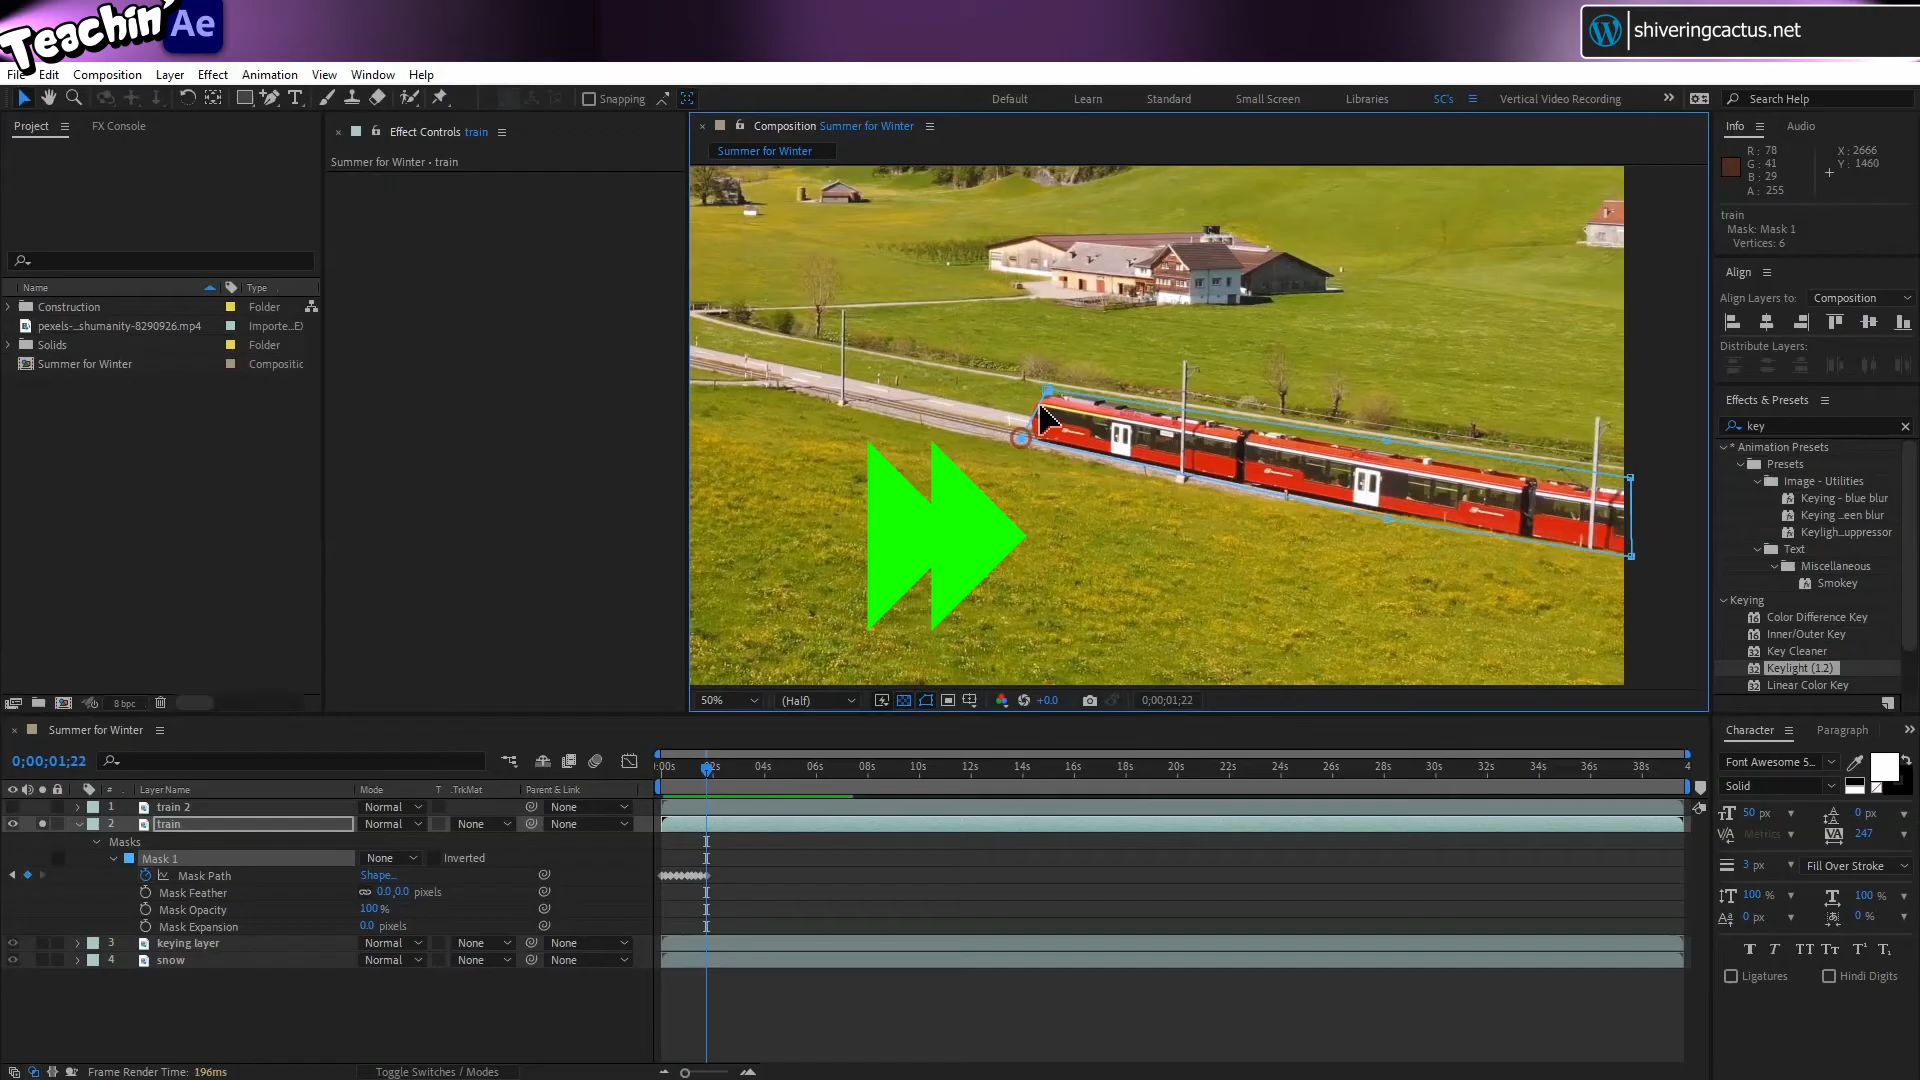 Teachin' Ae
shiveringcactus.net
File Edit Composition Layer Effect Animation View Window Help
Snapping
Default Learn Standard Small Screen Libraries SC's Vertical Video Recording
Search Help
Project FX Console
Effect Controls train
Summer for Winter • train
Composition Summer for Winter
Summer for Winter
Info Audio
R: 78 X: 2666
G: 41 Y: 1460
B: 29
A: 255
train
Mask: Mask 1
Vertices: 6
Align
Align Layers to: Composition
Distribute Layers:
Effects & Presets
key
* Animation Presets
Presets
Image - Utilities
Keying - blue blur
Keying ...een blur
Keyligh...uppressor
Text
Miscellaneous
Smokey
Keying
Color Difference Key
Inner/Outer Key
Key Cleaner
Keylight (1.2)
Linear Color Key
Name Type
Construction Folder
pexels-...shumanity-8290926.mp4 Importe...E)
Solids Folder
Summer for Winter Compositic
8 bpc
50% (Half) +0.0 0;00;01;22
Summer for Winter
0;00;01;22
:00s 02s 04s 06s 08s 10s 12s 14s 16s 18s 20s 22s 24s 26s 28s 30s 32s 34s 36s 38s 4
# Layer Name Mode T .TrkMat Parent & Link
1 train 2 Normal None
2 train Normal None None
Masks
Mask 1 None Inverted
Mask Path Shape...
Mask Feather 0.0,0.0 pixels
Mask Opacity 100 %
Mask Expansion 0.0 pixels
3 keying layer Normal None None
4 snow Normal None None
Frame Render Time: 196ms Toggle Switches / Modes
Character Paragraph
Font Awesome 5...
Solid
50 px 0 px
Metrics 247
3 px Fill Over Stroke
100 % 100 %
0 px 0 %
T T TT Tт T¹ T₁
Ligatures Hindi Digits